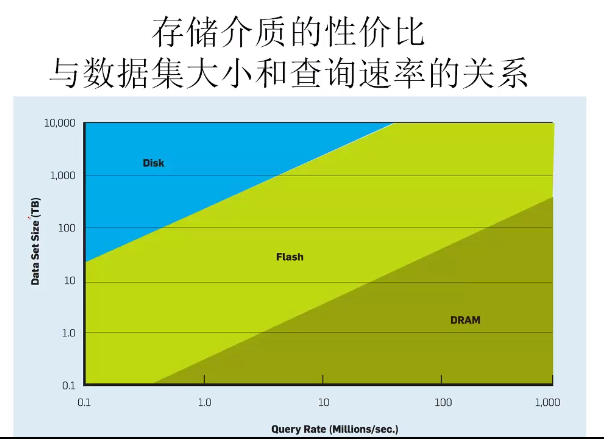 存储介质的性价比
与数据集大小和查询速率的关系
10,000
Disk
1,000
Data Set Size (TB)
100
Flash
10
DRAM
1.0
0.1
0.1 1.0 10 100 1,000
Query Rate (Millions/sec.)